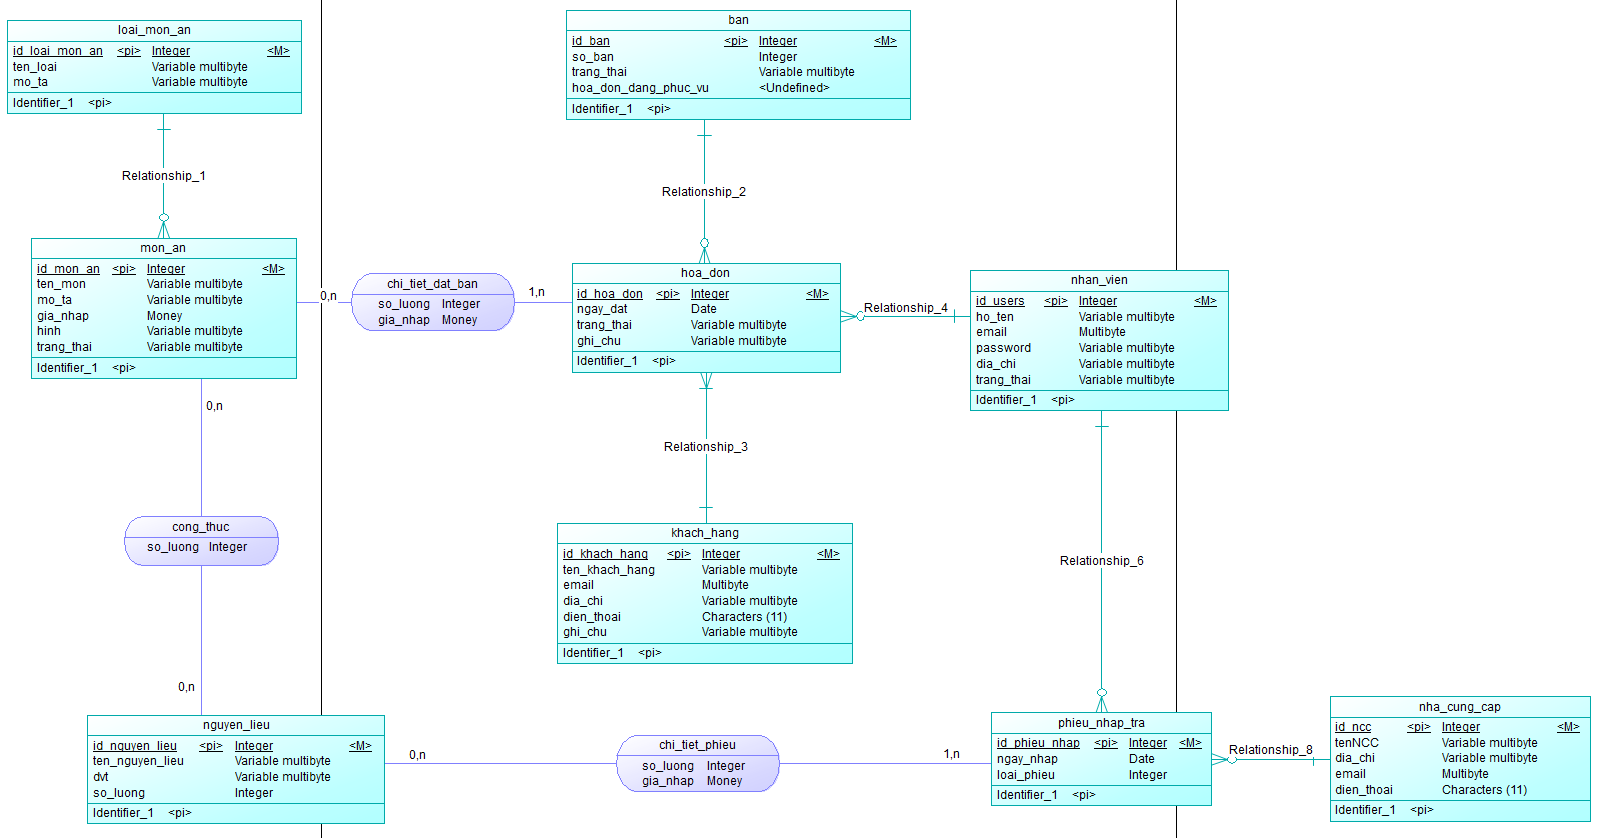 loai_mon_an
id_loai_mon_an <pi> Integer <M>
ten_loai Variable multibyte
mo_ta Variable multibyte
Identifier_1 <pi>
Relationship_1
ban
id_ban <pi> Integer <M>
so_ban Integer
trang_thai Variable multibyte
hoa_don_dang_phuc_vu <Undefined>
Identifier_1 <pi>
Relationship_2
mon_an
id_mon_an <pi> Integer <M>
ten_mon Variable multibyte
mo_ta Variable multibyte
gia_nhap Money
hinh Variable multibyte
trang_thai Variable multibyte
Identifier_1 <pi>
0,n
chi_tiet_dat_ban
so_luong Integer
gia_nhap Money
1,n
hoa_don
id_hoa_don <pi> Integer <M>
ngay_dat Date
trang_thai Variable multibyte
ghi_chu Variable multibyte
Identifier_1 <pi>
Relationship_4
nhan_vien
id_users <pi> Integer <M>
ho_ten Variable multibyte
email Multibyte
password Variable multibyte
dia_chi Variable multibyte
trang_thai Variable multibyte
Identifier_1 <pi>
0,n
Relationship_3
cong_thuc
so_luong Integer
khach_hang
id_khach_hang <pi> Integer <M>
ten_khach_hang Variable multibyte
email Multibyte
dia_chi Variable multibyte
dien_thoai Characters (11)
ghi_chu Variable multibyte
Identifier_1 <pi>
Relationship_6
0,n
nguyen_lieu
id_nguyen_lieu <pi> Integer <M>
ten_nguyen_lieu Variable multibyte
dvt Variable multibyte
so_luong Integer
Identifier_1 <pi>
0,n
chi_tiet_phieu
so_luong Integer
gia_nhap Money
1,n
phieu_nhap_tra
id_phieu_nhap <pi> Integer <M>
ngay_nhap Date
loai_phieu Integer
Identifier_1 <pi>
Relationship_8
nha_cung_cap
id_ncc <pi> Integer <M>
tenNCC Variable multibyte
dia_chi Variable multibyte
email Multibyte
dien_thoai Characters (11)
Identifier_1 <pi>